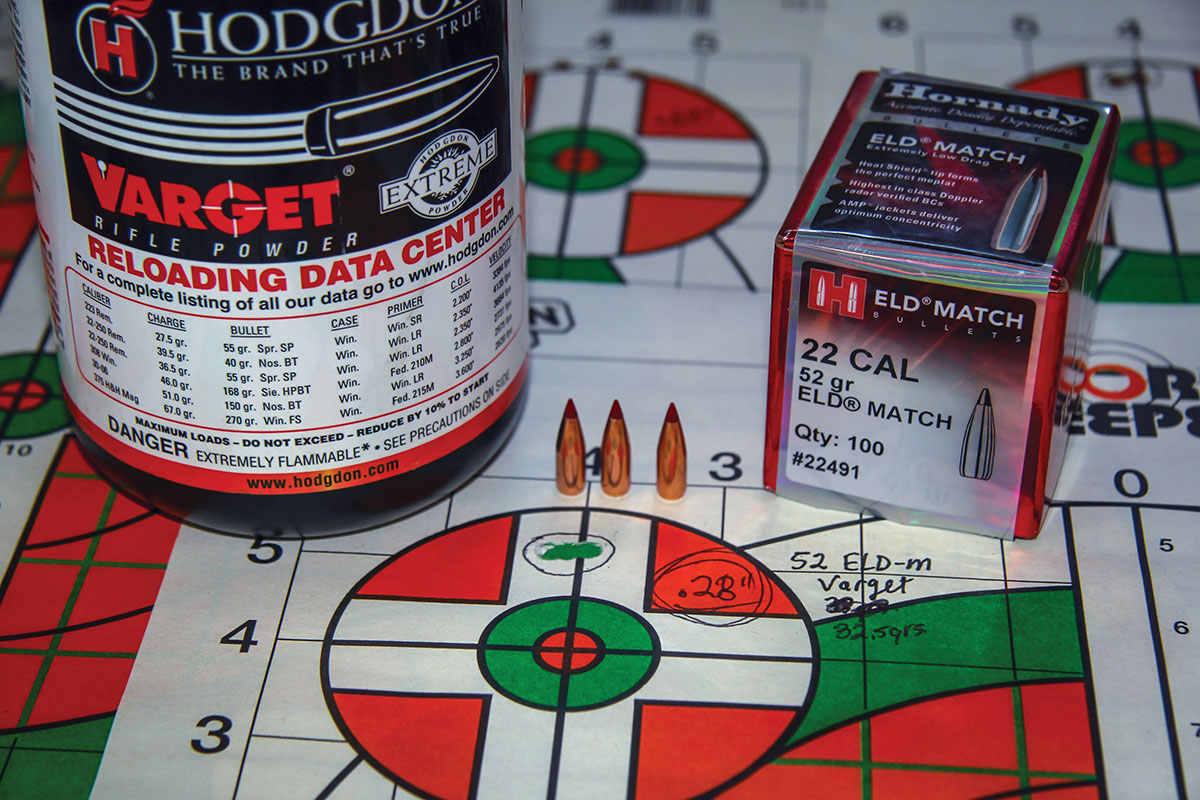 HODGDON
THE BRAND THAT'S TRUE
H
®
VARGET®
RIFLE POWDER
HODGDON
EXTREME
POWDER
RELOADING DATA CENTER
For a complete listing of all our data go to www.hodgdon.com
CALIBER CHARGE BULLET CASE PRIMER C.O.L. VELOCITY
223 Rem. 27.5 gr. 55 gr. Spr. SP Win. Win. SR 2.200"
22-250 Rem. 39.5 gr. 40 gr. Nos. BT Win. Win. LR 2.350"
22-250 Rem. 36.5 gr. 55 gr. Spr. SP Win. Win. LR 2.350"
308 Win. 46.0 gr. 168 gr. Sie. HPBT Win. Fed. 210M 2.800"
30-06 51.0 gr. 150 gr. Nos. BT Win. Win. LR 3.250"
375 H&H Mag 67.0 gr. 270 gr. Win. FS Win. Fed. 215M 3.600"
MAXIMUM LOADS - DO NOT EXCEED - REDUCE BY 10% TO START
DANGER EXTREMELY FLAMMABLE* • SEE PRECAUTIONS ON SIDE
www.hodgdon.com
Hornady
Accurate. Deadly. Dependable.
BULLETS
ELD® MATCH
Extremely Low Drag
Heat Shield® tip forms
the perfect meplat
Highest in class Doppler
radar verified BCs
AMP® jackets deliver
optimum concentricity
H ELD® MATCH
BULLETS
22 CAL
52 gr
ELD® MATCH
Qty: 100
#22491
4 5
6 5 4
10
4 3
0
5
6
5
4
3
.28"
52 ELD-m
Varget
32.5grs